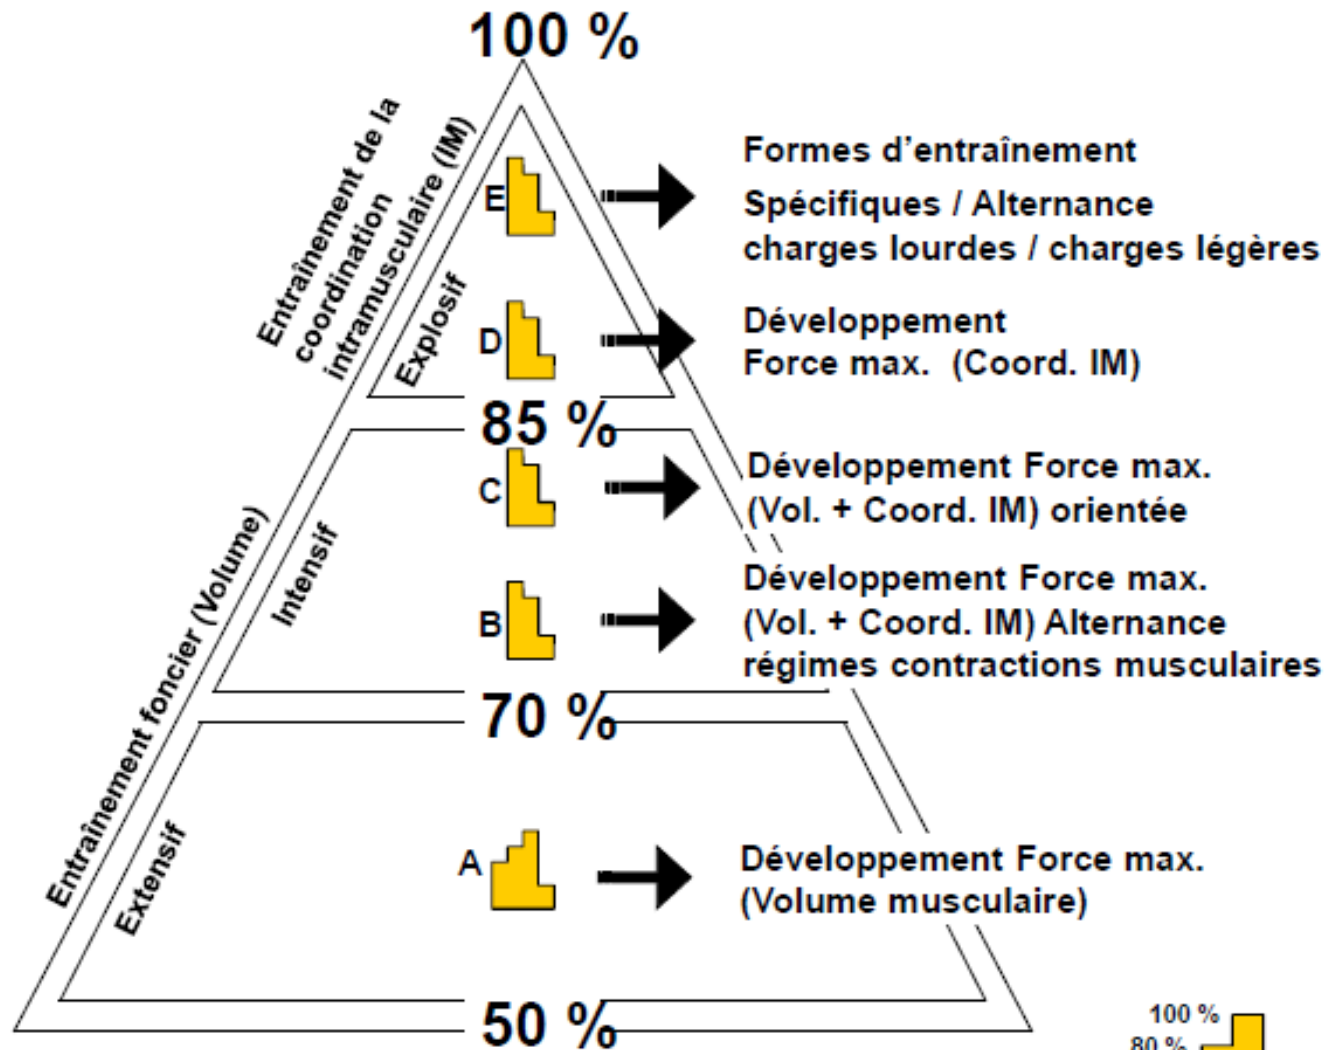 100 %
Entraînement de la
coordination
intramusculaire (IM)
Explosif
E
Formes d'entraînement
Spécifiques / Alternance
charges lourdes / charges légères
D
Développement
Force max. (Coord. IM)
85 %
Entraînement foncier (Volume)
Intensif
C
Développement Force max.
(Vol. + Coord. IM) orientée
B
Développement Force max.
(Vol. + Coord. IM) Alternance
régimes contractions musculaires
70 %
Extensif
A
Développement Force max.
(Volume musculaire)
50 %
100 %
80 %